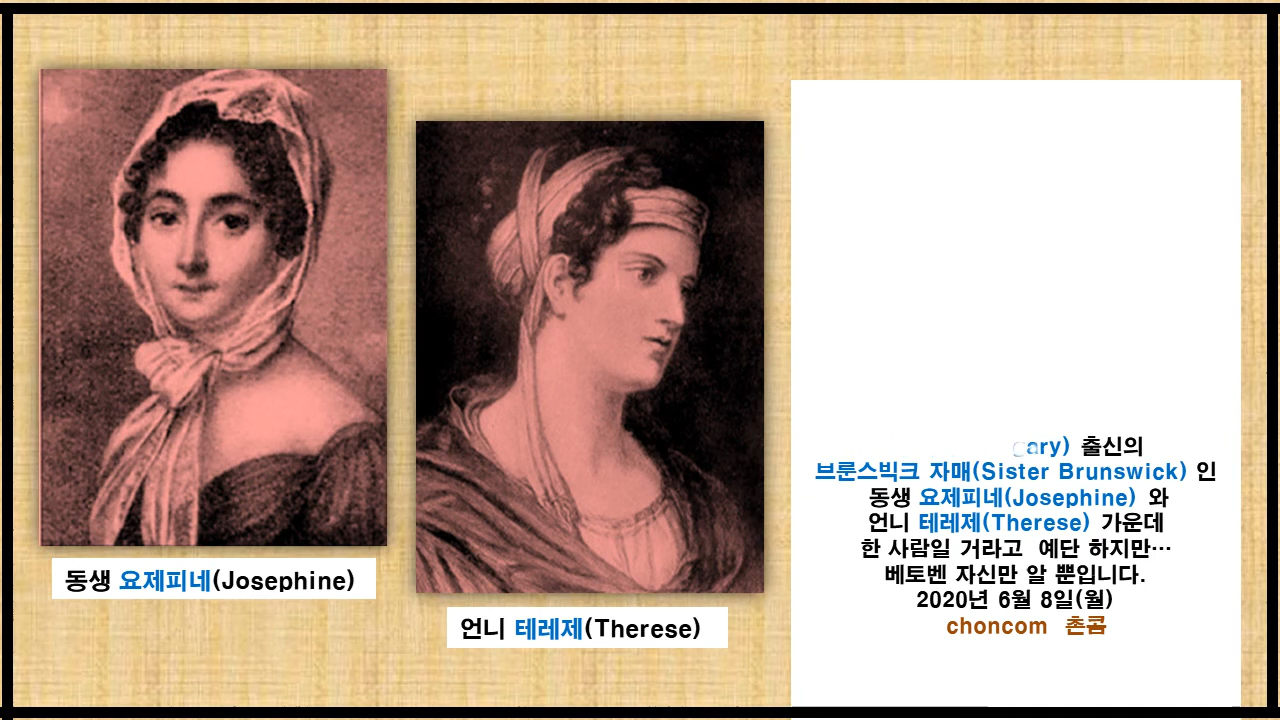 동생 요제피네(Josephine)
언니 테레제(Therese)
gary) 출신의
브룬스빅크 자매(Sister Brunswick) 인
동생 요제피네(Josephine) 와
언니 테레제(Therese) 가운데
한 사람일 거라고 예단 하지만…
베토벤 자신만 알 뿐입니다.
2020년 6월 8일(월)
choncom 촌콤